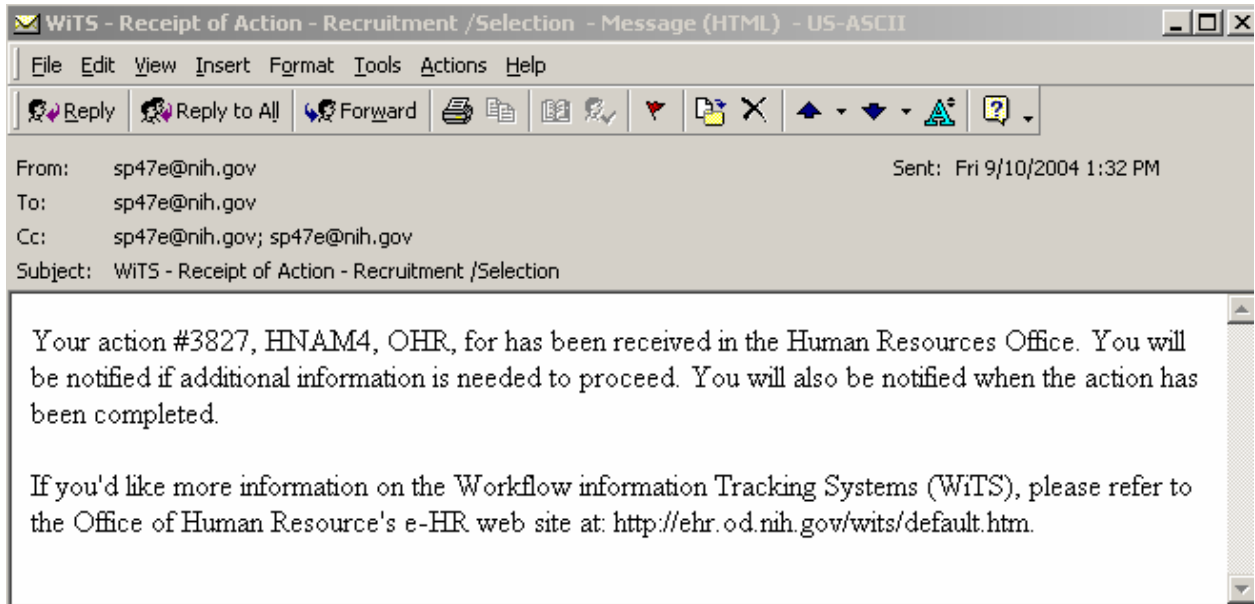 WiTS - Receipt of Action - Recruitment /Selection - Message (HTML) - US-ASCII
File Edit View Insert Format Tools Actions Help
Reply Reply to All Forward
From: sp47e@nih.gov Sent: Fri 9/10/2004 1:32 PM
To: sp47e@nih.gov
Cc: sp47e@nih.gov; sp47e@nih.gov
Subject: WiTS - Receipt of Action - Recruitment /Selection
Your action #3827, HNAM4, OHR, for has been received in the Human Resources Office. You will
be notified if additional information is needed to proceed. You will also be notified when the action has
been completed.
If you'd like more information on the Workflow information Tracking Systems (WiTS), please refer to
the Office of Human Resource's e-HR web site at: http://ehr.od.nih.gov/wits/default.htm.